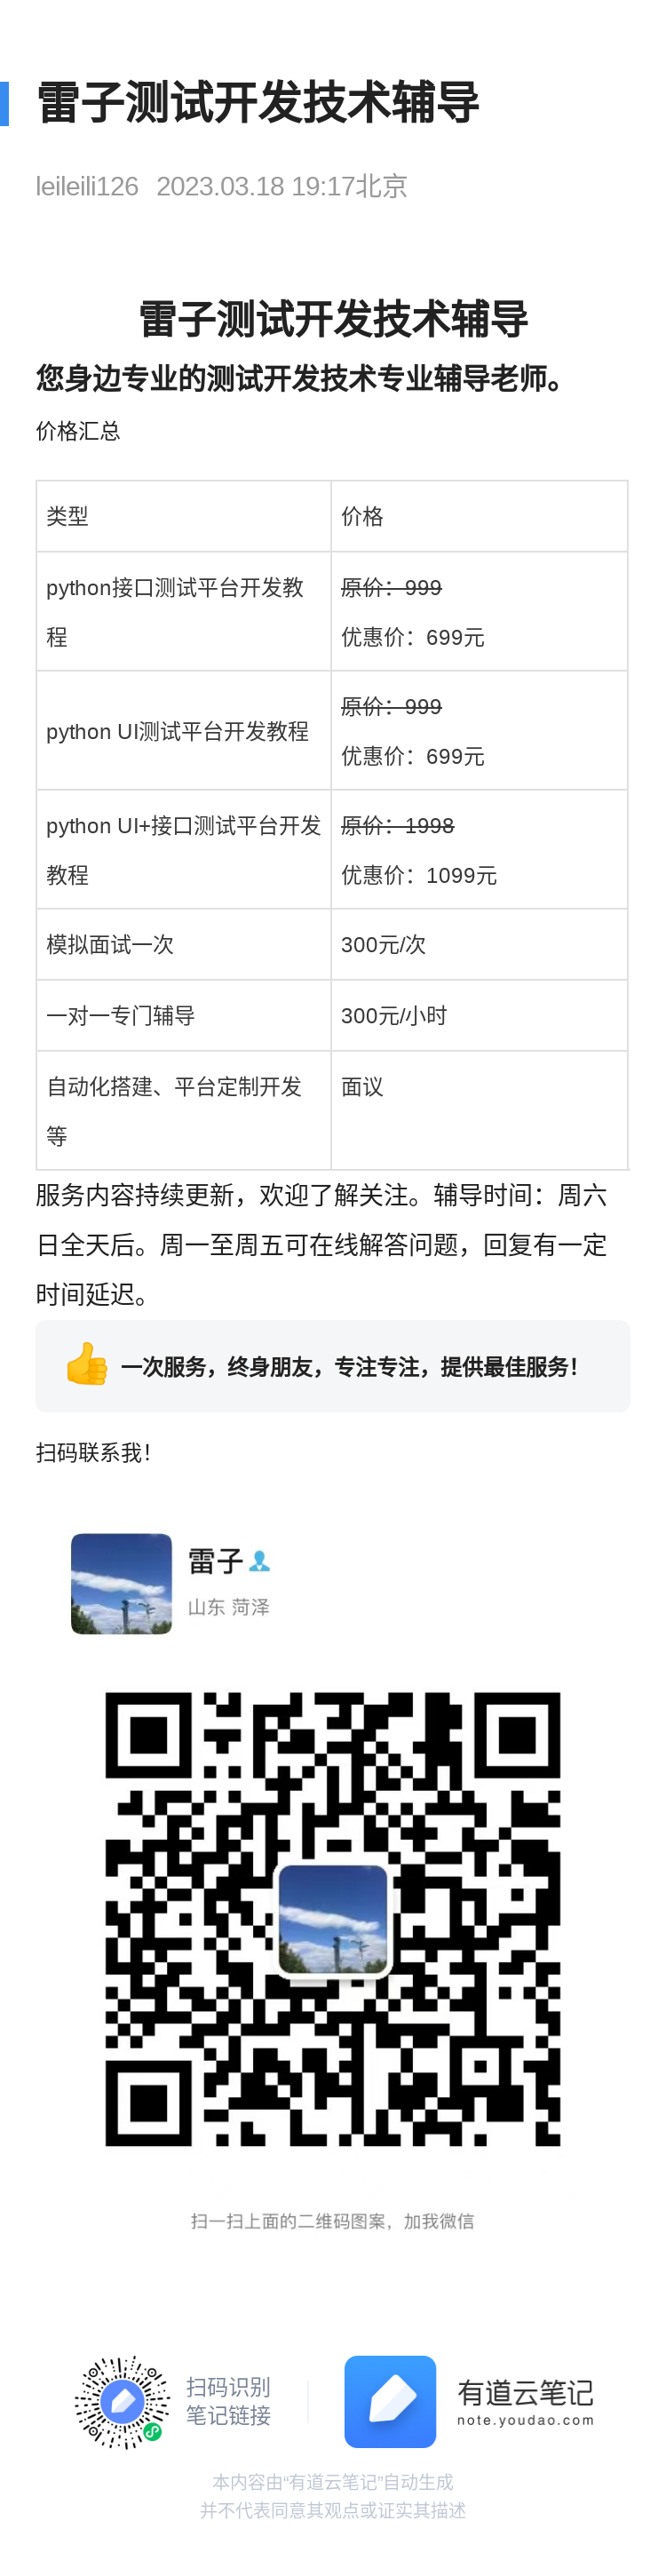 雷子测试开发技术辅导
leileili126 2023.03.18 19:17北京
雷子测试开发技术辅导
您身边专业的测试开发技术专业辅导老师。
价格汇总
类型 价格
python接口测试平台开发教
程
原价：999
优惠价：699元
python UI测试平台开发教程
原价：999
优惠价：699元
python UI+接口测试平台开发
教程
原价：1998
优惠价：1099元
模拟面试一次 300元/次
一对一专门辅导 300元/小时
自动化搭建、平台定制开发
等
面议
服务内容持续更新，欢迎了解关注。辅导时间：周六
日全天后。周一至周五可在线解答问题，回复有一定
时间延迟。
一次服务，终身朋友，专注专注，提供最佳服务！
扫码联系我！
雷子
山东 菏泽
扫一扫上面的二维码图案，加我微信
扫码识别
笔记链接
有道云笔记
note.youdao.com
本内容由“有道云笔记”自动生成
并不代表同意其观点或证实其描述